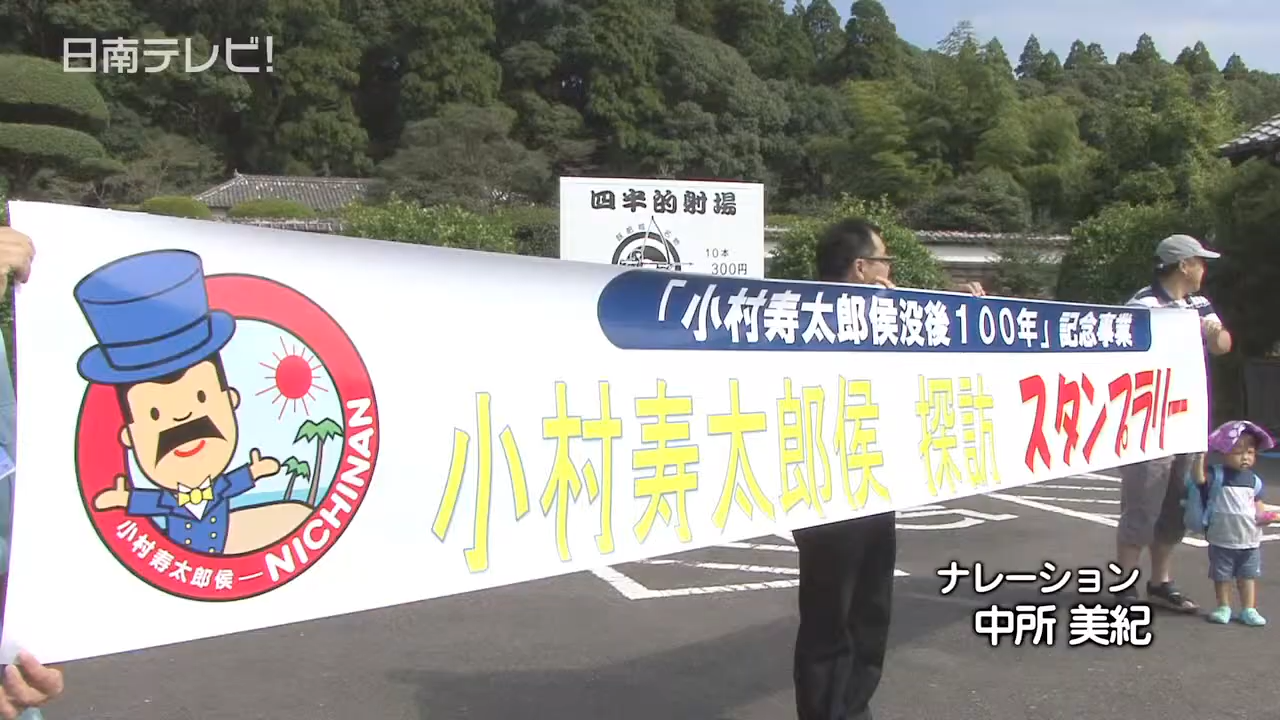 日南テレビ!
四半的射場
10本
300円
「小村寿太郎侯没後100年」記念事業
小村寿太郎侯 探訪 スタンプラリー
小村寿太郎侯―NICHINAN
ナレーション
中所 美紀